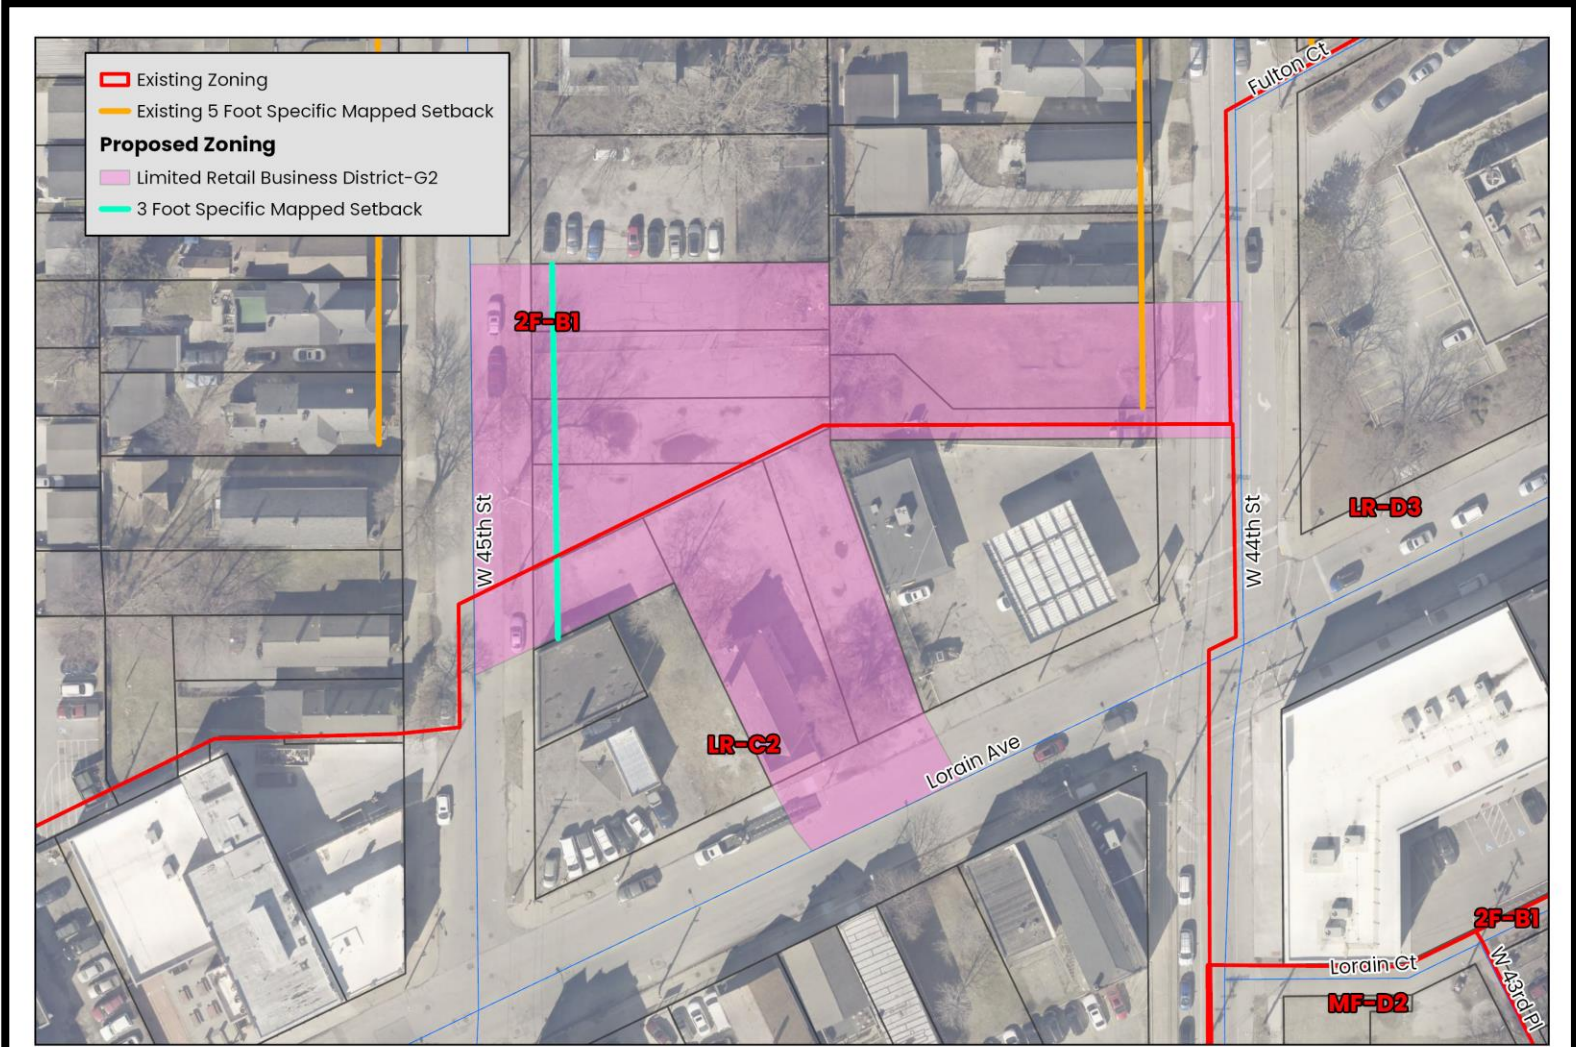 Existing Zoning
Existing 5 Foot Specific Mapped Setback
Proposed Zoning
Limited Retail Business District-G2
3 Foot Specific Mapped Setback
Fulton Ct
2F-B1
W 45th St
W 44th St
LR-D3
LR-C2
Lorain Ave
2F-B1
Lorain Ct
W 43rd Pl
MF-D2